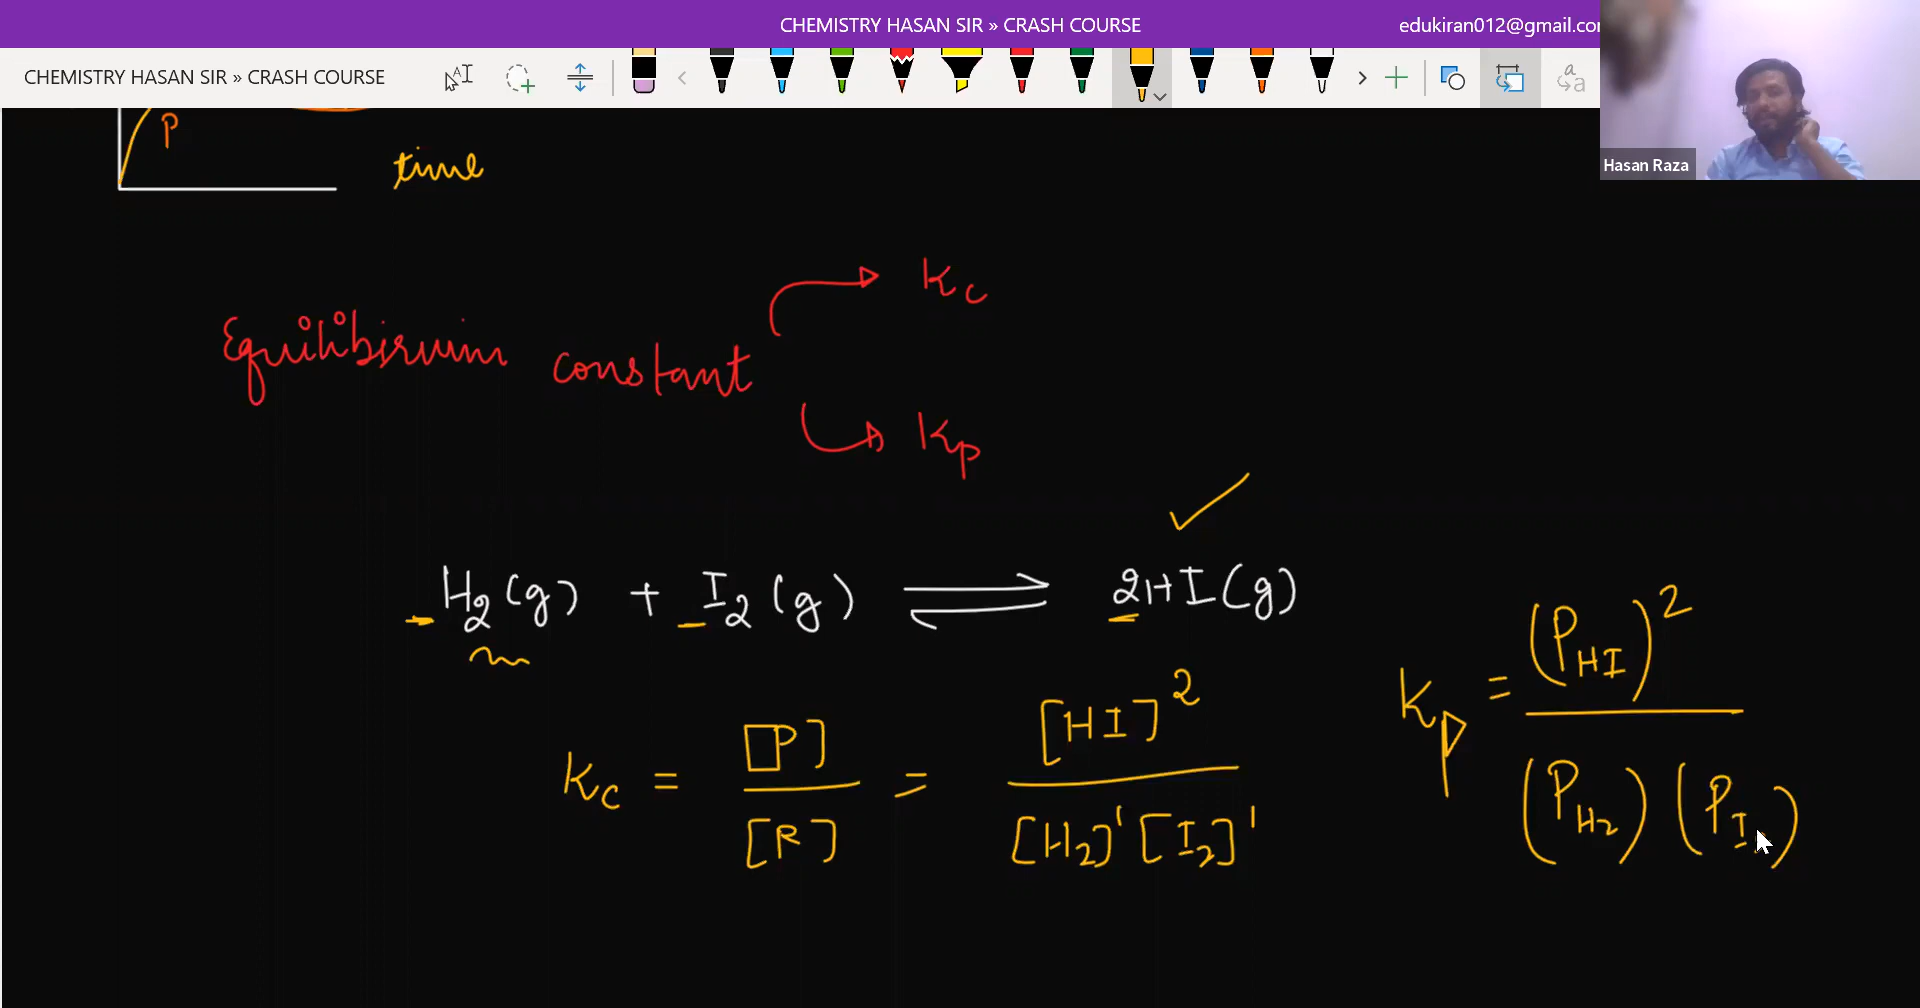 CHEMISTRY HASAN SIR » CRASH COURSE
edukiran012@gmail.co
CHEMISTRY HASAN SIR » CRASH COURSE
Hasan Raza
P
time
Kc
Equilibirium constant
Kp
H2(g) + I2(g) ⇌ 2HI(g)
Kc = [P]/[R] = [HI]²/[H2]¹[I2]¹
Kp = (PHI)²/(PH2)(PI2)